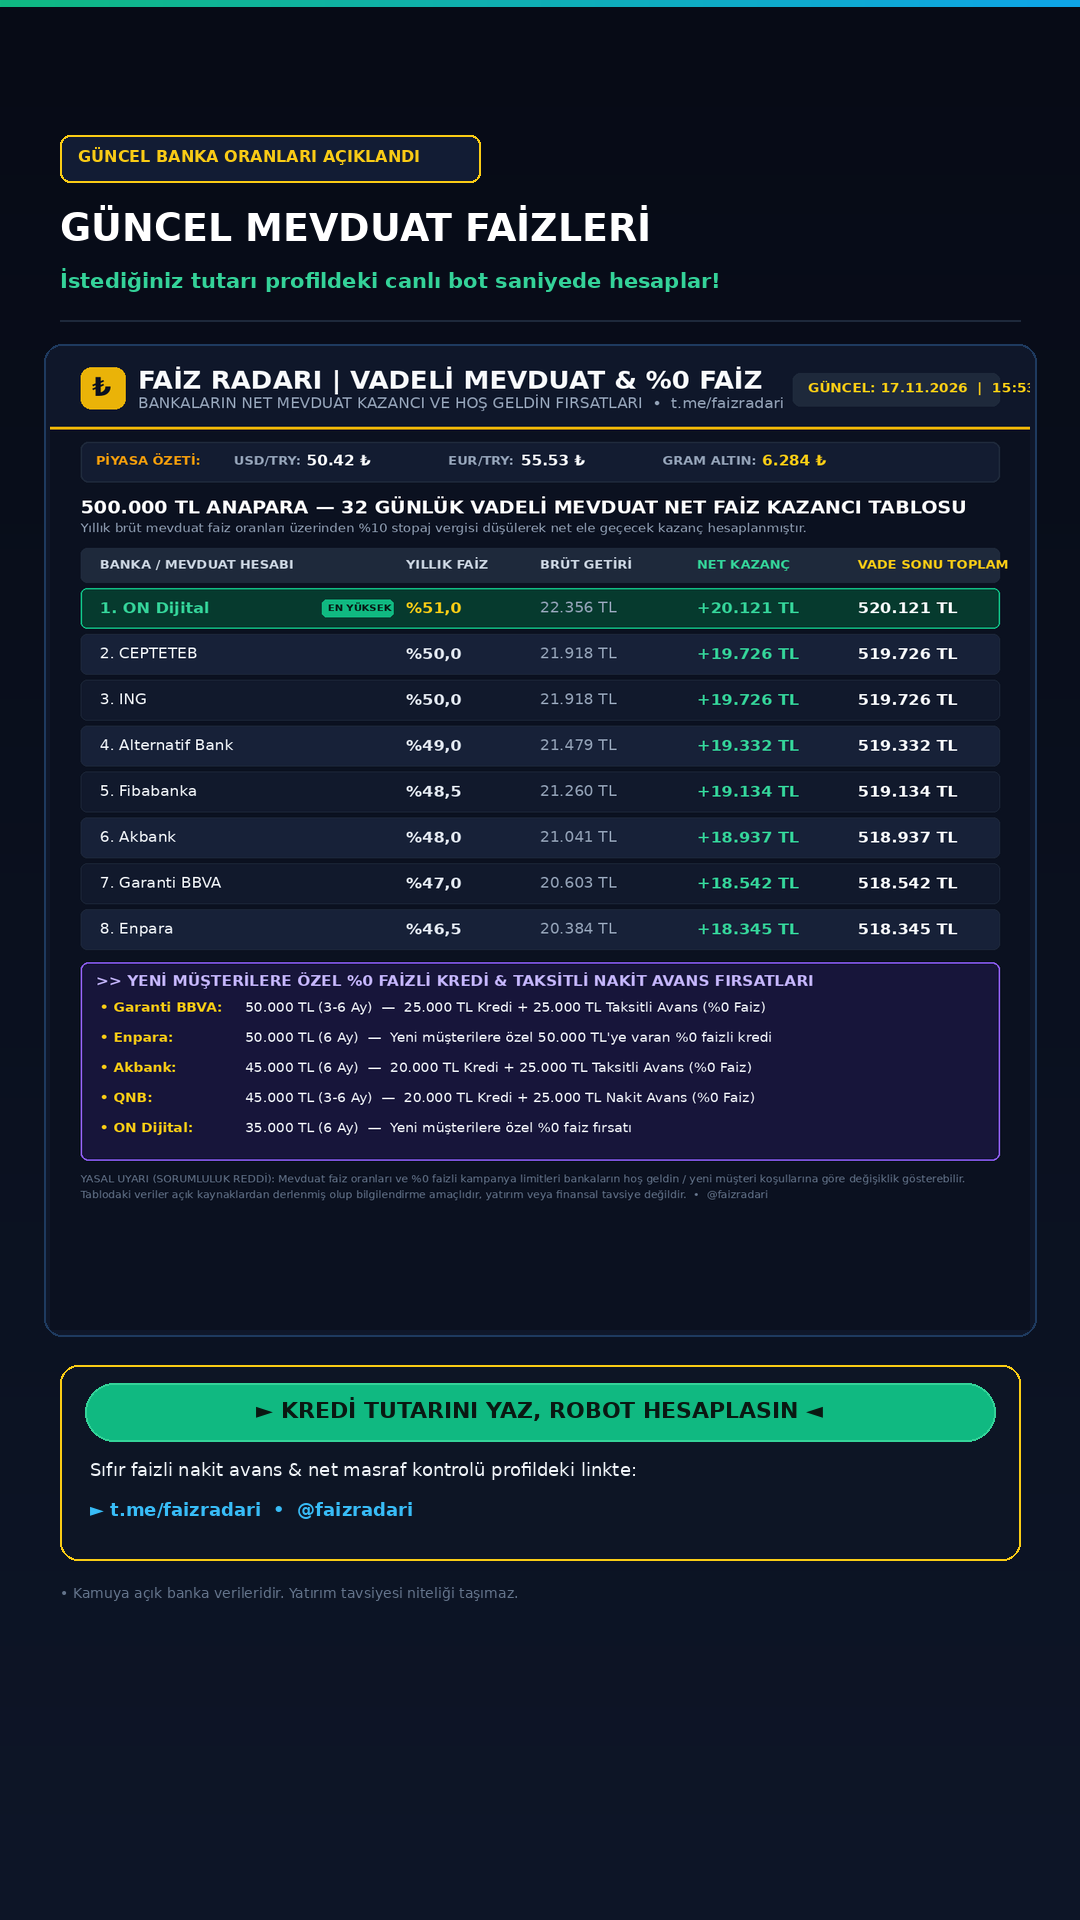 GÜNCEL BANKA ORANLARI AÇIKLANDI
GÜNCEL MEVDUAT FAİZLERİ
İstediğiniz tutarı profildeki canlı bot saniyede hesaplar!
₺ FAİZ RADARI | VADELİ MEVDUAT & %0 FAİZ
BANKALARIN NET MEVDUAT KAZANCI VE HOŞ GELDİN FIRSATLARI • t.me/faizradari
GÜNCEL: 17.11.2026 | 15:53
PİYASA ÖZETİ: USD/TRY: 50.42 ₺ EUR/TRY: 55.53 ₺ GRAM ALTIN: 6.284 ₺
500.000 TL ANAPARA — 32 GÜNLÜK VADELİ MEVDUAT NET FAİZ KAZANCI TABLOSU
Yıllık brüt mevduat faiz oranları üzerinden %10 stopaj vergisi düşülerek net ele geçecek kazanç hesaplanmıştır.
BANKA / MEVDUAT HESABI YILLIK FAİZ BRÜT GETİRİ NET KAZANÇ VADE SONU TOPLAM
1. ON Dijital EN YÜKSEK %51,0 22.356 TL +20.121 TL 520.121 TL
2. CEPTETEB %50,0 21.918 TL +19.726 TL 519.726 TL
3. ING %50,0 21.918 TL +19.726 TL 519.726 TL
4. Alternatif Bank %49,0 21.479 TL +19.332 TL 519.332 TL
5. Fibabanka %48,5 21.260 TL +19.134 TL 519.134 TL
6. Akbank %48,0 21.041 TL +18.937 TL 518.937 TL
7. Garanti BBVA %47,0 20.603 TL +18.542 TL 518.542 TL
8. Enpara %46,5 20.384 TL +18.345 TL 518.345 TL
>> YENİ MÜŞTERİLERE ÖZEL %0 FAİZLİ KREDİ & TAKSİTLİ NAKİT AVANS FIRSATLARI
• Garanti BBVA: 50.000 TL (3-6 Ay) — 25.000 TL Kredi + 25.000 TL Taksitli Avans (%0 Faiz)
• Enpara: 50.000 TL (6 Ay) — Yeni müşterilere özel 50.000 TL'ye varan %0 faizli kredi
• Akbank: 45.000 TL (6 Ay) — 20.000 TL Kredi + 25.000 TL Taksitli Avans (%0 Faiz)
• QNB: 45.000 TL (3-6 Ay) — 20.000 TL Kredi + 25.000 TL Nakit Avans (%0 Faiz)
• ON Dijital: 35.000 TL (6 Ay) — Yeni müşterilere özel %0 faiz fırsatı
YASAL UYARI (SORUMLULUK REDDİ): Mevduat faiz oranları ve %0 faizli kampanya limitleri bankaların hoş geldin / yeni müşteri koşullarına göre değişiklik gösterebilir.
Tablodaki veriler açık kaynaklardan derlenmiş olup bilgilendirme amaçlıdır, yatırım veya finansal tavsiye değildir. • @faizradari
► KREDİ TUTARINI YAZ, ROBOT HESAPLASIN ◄
Sıfır faizli nakit avans & net masraf kontrolü profildeki linkte:
► t.me/faizradari • @faizradari
• Kamuya açık banka verileridir. Yatırım tavsiyesi niteliği taşımaz.